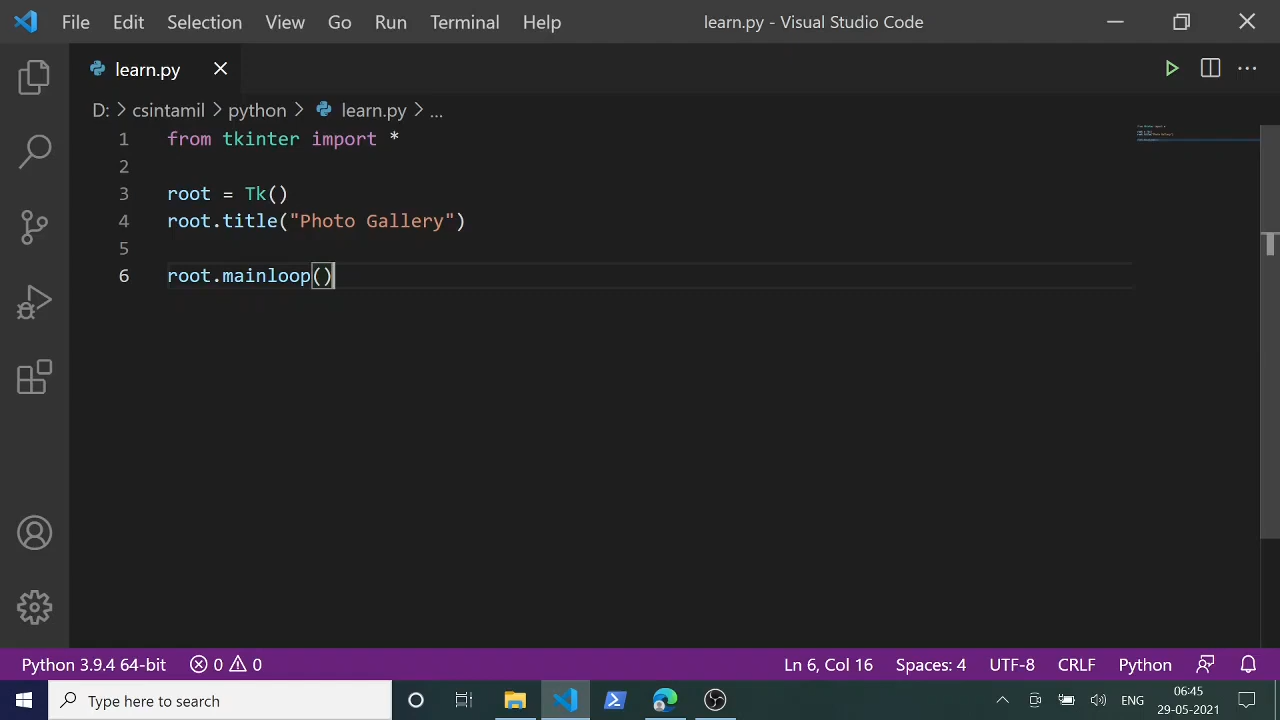 File Edit Selection View Go Run Terminal Help learn.py - Visual Studio Code
learn.py
D: > csintamil > python > learn.py > ...
1 from tkinter import *
2
3 root = Tk()
4 root.title("Photo Gallery")
5
6 root.mainloop()
Python 3.9.4 64-bit 0 0 Ln 6, Col 16 Spaces: 4 UTF-8 CRLF Python
Type here to search ENG 06:45
29-05-2021